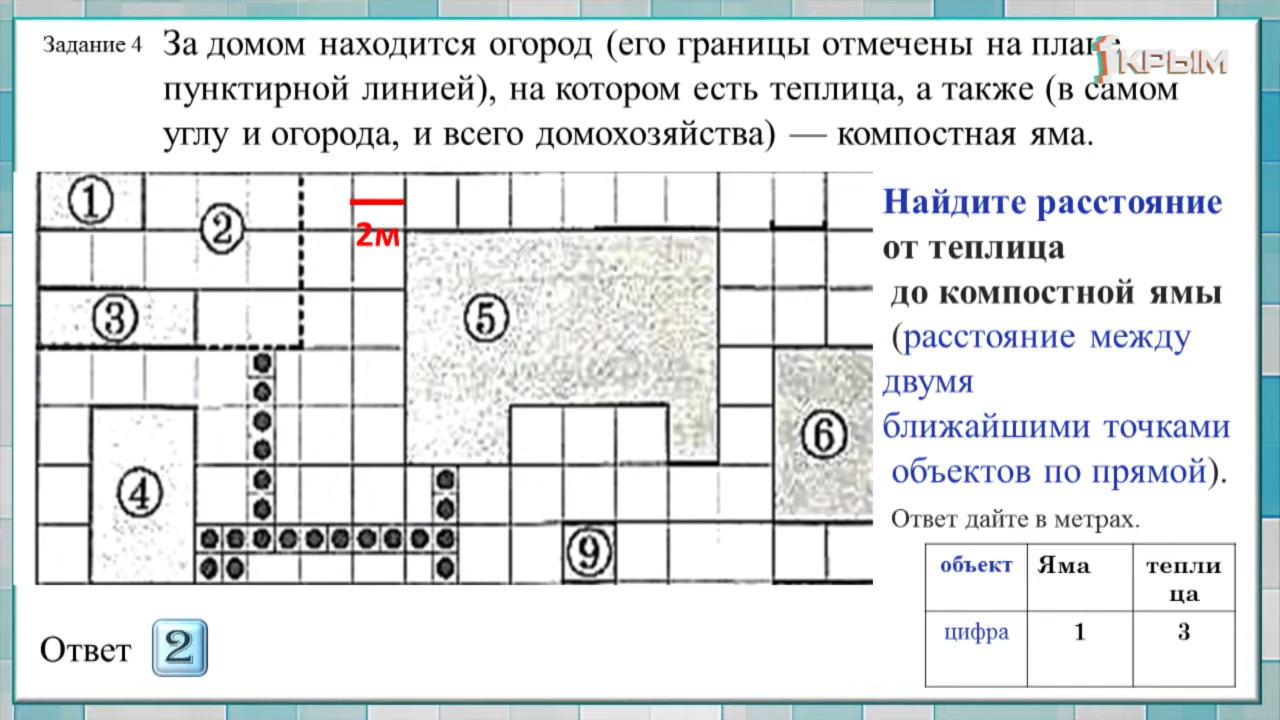 Задание 4
За домом находится огород (его границы отмечены на плане
пунктирной линией), на котором есть теплица, а также (в самом
углу и огорода, и всего домохозяйства) — компостная яма.
1КРЫМ
1
2
2м
3
5
4
6
9
Найдите расстояние
от теплица
до компостной ямы
(расстояние между
двумя
ближайшими точками
объектов по прямой).
Ответ дайте в метрах.
объект Яма тепли
ца
цифра 1 3
Ответ 2